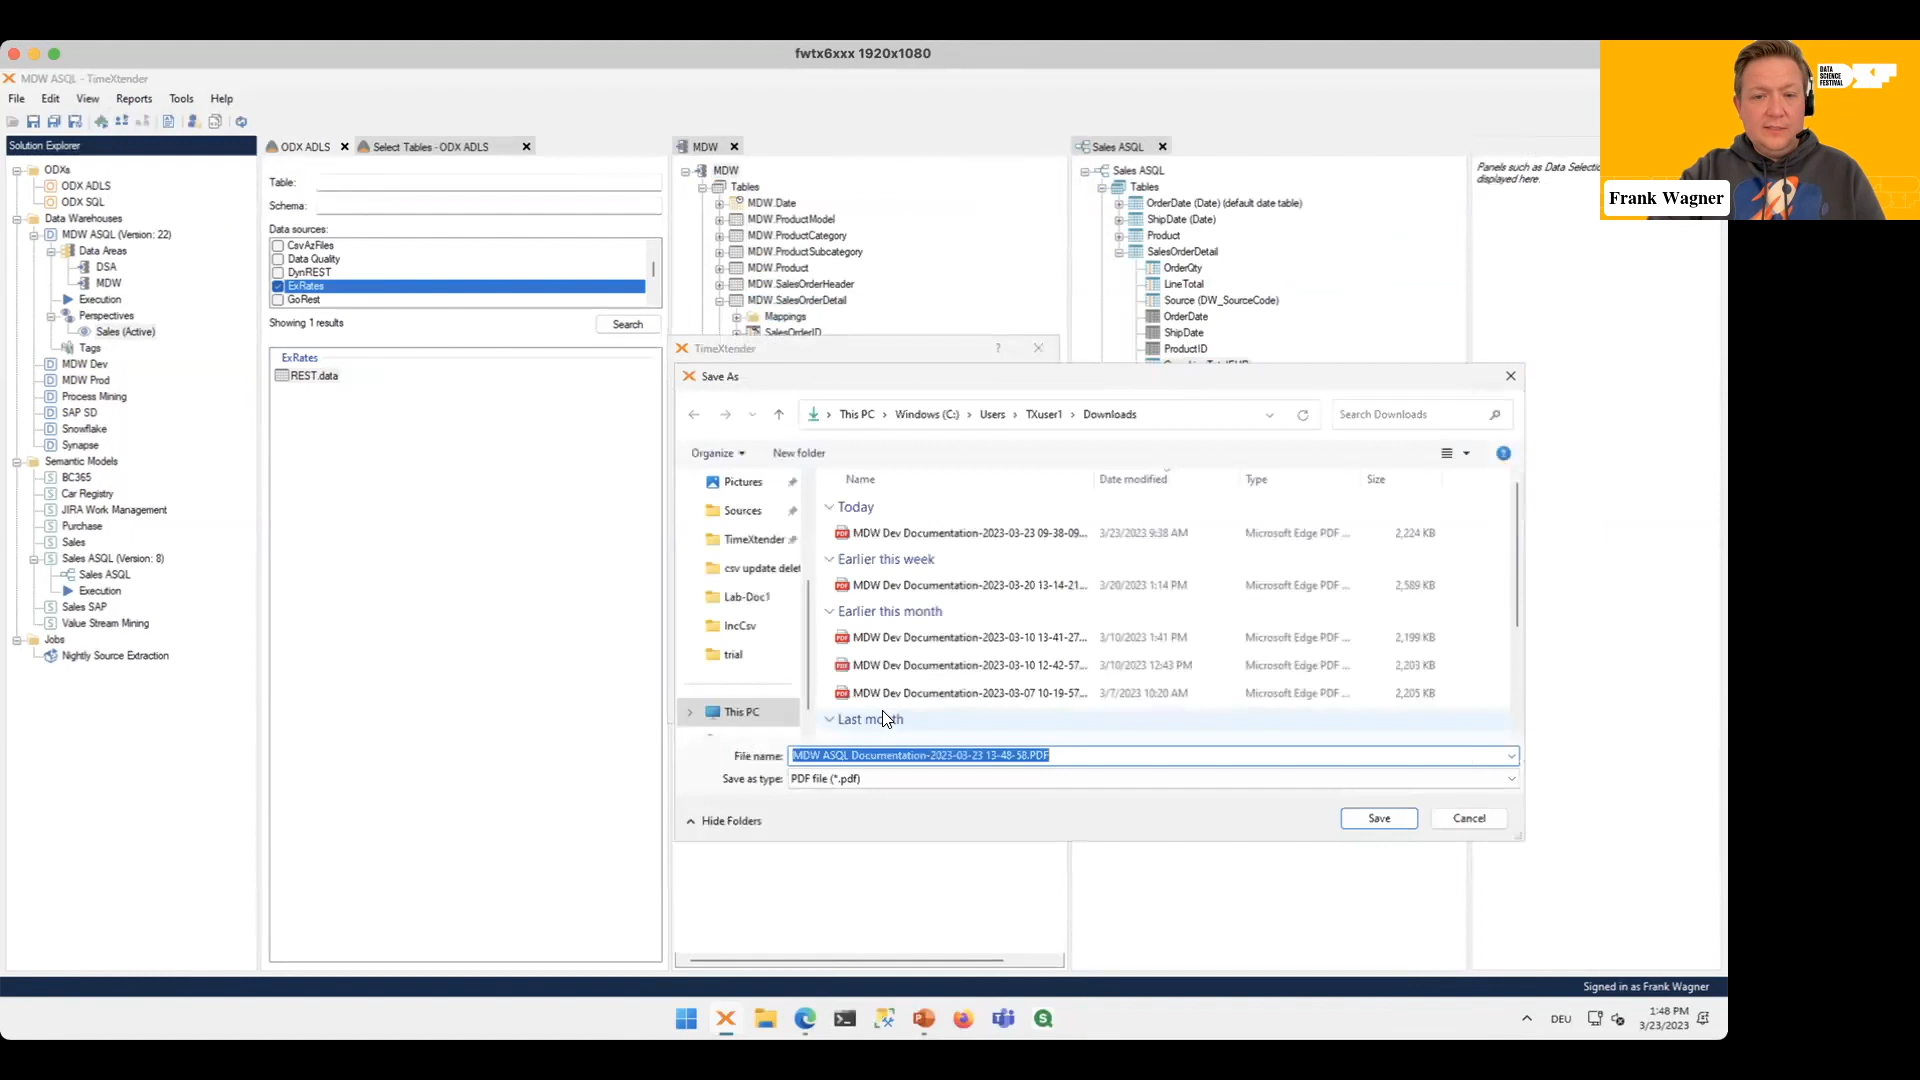 fwtx6xxx 1920x1080
MDW ASQL - TimeXtender
File Edit View Reports Tools Help
Solution Explorer
ODXs
ODX ADLS
ODX SQL
Data Warehouses
MDW ASQL (Version: 22)
Data Areas
DSA
MDW
Execution
Perspectives
Sales (Active)
Tags
MDW Dev
MDW Prod
Process Mining
SAP SD
Snowflake
Synapse
Semantic Models
BC365
Car Registry
JIRA Work Management
Purchase
Sales
Sales ASQL (Version: 8)
Sales ASQL
Execution
Sales SAP
Value Stream Mining
Jobs
Nightly Source Extraction
ODX ADLS
Select Tables - ODX ADLS
Table:
Schema:
Data sources:
CsvAzFiles
Data Quality
DynREST
ExRates
GoRest
Showing 1 results
Search
ExRates
REST.data
MDW
MDW
Tables
MDW.Date
MDW.ProductModel
MDW.ProductCategory
MDW.ProductSubcategory
MDW.Product
MDW.SalesOrderHeader
MDW.SalesOrderDetail
Mappings
SalesOrderID
Sales ASQL
Sales ASQL
Tables
OrderDate (Date) (default date table)
ShipDate (Date)
Product
SalesOrderDetail
OrderQty
LineTotal
Source (DW_SourceCode)
OrderDate
ShipDate
ProductID
Panels such as Data Selectio
displayed here.
DATA
SCIENCE
FESTIVAL
Frank Wagner
TimeXtender ?
Save As
This PC > Windows (C:) > Users > TXuser1 > Downloads
Search Downloads
Organize
New folder
Pictures
Sources
TimeXtender
csv update delet
Lab-Doc1
IncCsv
trial
This PC
Name Date modified Type Size
Today
MDW Dev Documentation-2023-03-23 09-38-09... 3/23/2023 9:38 AM Microsoft Edge PDF ... 2,224 KB
Earlier this week
MDW Dev Documentation-2023-03-20 13-14-21... 3/20/2023 1:14 PM Microsoft Edge PDF ... 2,589 KB
Earlier this month
MDW Dev Documentation-2023-03-10 13-41-27... 3/10/2023 1:41 PM Microsoft Edge PDF ... 2,199 KB
MDW Dev Documentation-2023-03-10 12-42-57... 3/10/2023 12:43 PM Microsoft Edge PDF ... 2,203 KB
MDW Dev Documentation-2023-03-07 10-19-57... 3/7/2023 10:20 AM Microsoft Edge PDF ... 2,205 KB
Last month
File name: MDW ASQL Documentation-2023-03-23 13-48-58.PDF
Save as type: PDF file (*.pdf)
Hide Folders
Save
Cancel
Signed in as Frank Wagner
DEU
1:48 PM
3/23/2023